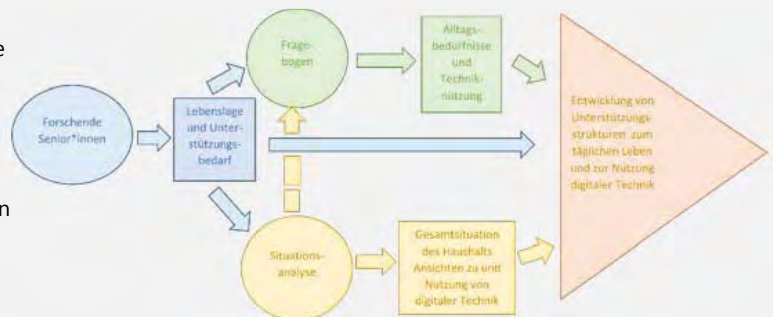 e
n
Forschende
Senior*innen
Lebenslage
und Unter-
stützungs-
bedarf
Frage-
bogen
Alltags-
bedürfnisse
und
Technik-
nutzung
Situations-
analyse
Gesamtsituation
des Haushalts
Ansichten zu und
Nutzung von
digitaler Technik
Entwicklung von
Unterstützungs-
strukturen zum
täglichen Leben
und zur Nutzung
digitaler Technik